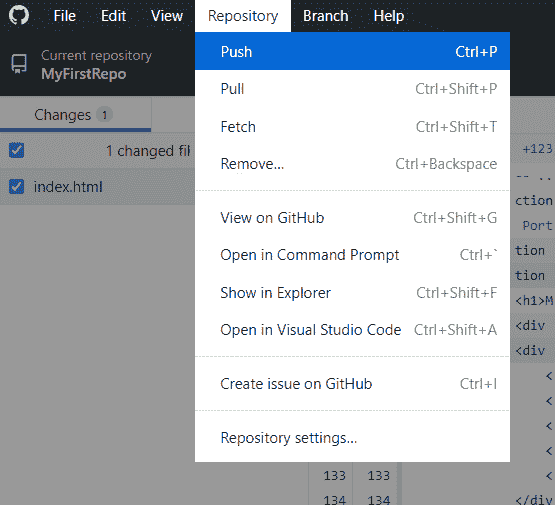 File Edit View Repository Branch Help
Current repository
MyFirstRepo
Changes 1
1 changed fil
index.html
Push Ctrl+P
Pull Ctrl+Shift+P
Fetch Ctrl+Shift+T
Remove... Ctrl+Backspace
View on GitHub Ctrl+Shift+G
Open in Command Prompt Ctrl+`
Show in Explorer Ctrl+Shift+F
Open in Visual Studio Code Ctrl+Shift+A
Create issue on GitHub Ctrl+I
Repository settings...
+123
-- ..
ction
Port
tion
tion
<h1>M
<div
<div
<
<
<
<
<
133 133
134 134 </div